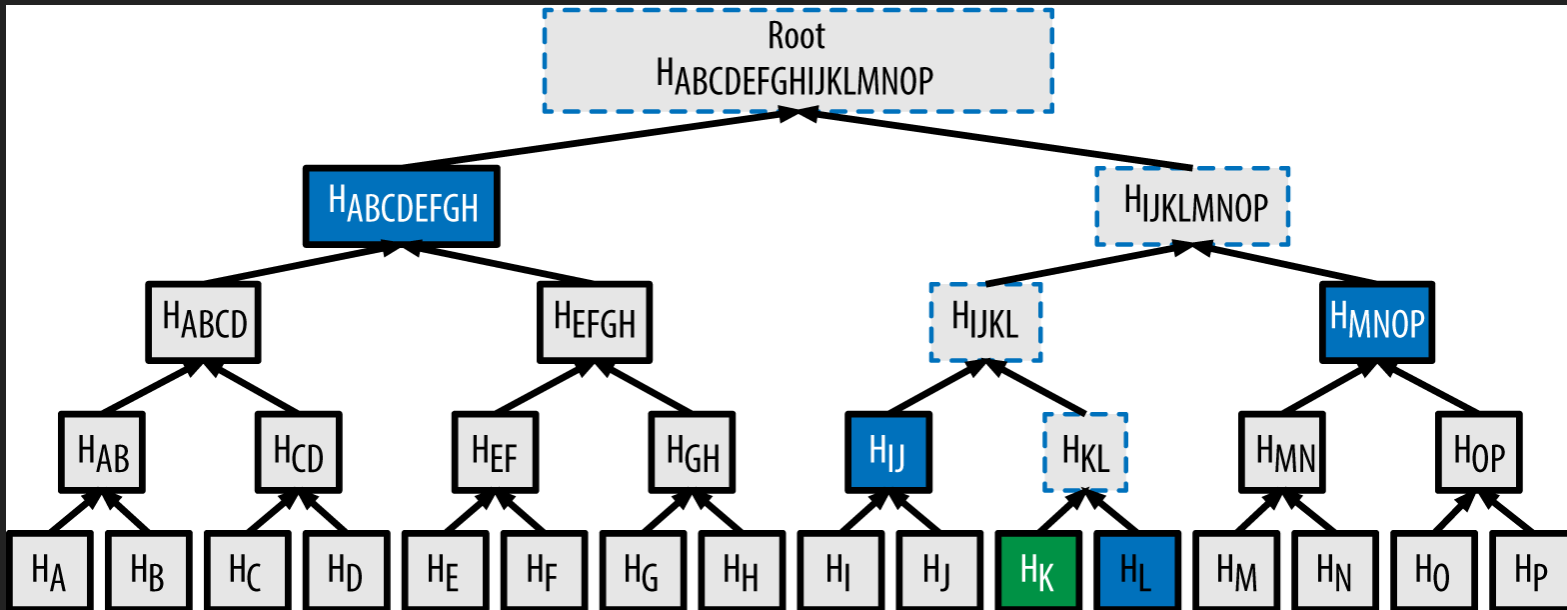 Root
HABCDEFGHIJKLMNOP
HABCDEFGH
HIJKLMNOP
HABCD
HEFGH
HIJKL
HMNOP
HAB
HCD
HEF
HGH
HIJ
HKL
HMN
HOP
HA
HB
HC
HD
HE
HF
HG
HH
HI
HJ
HK
HL
HM
HN
HO
HP